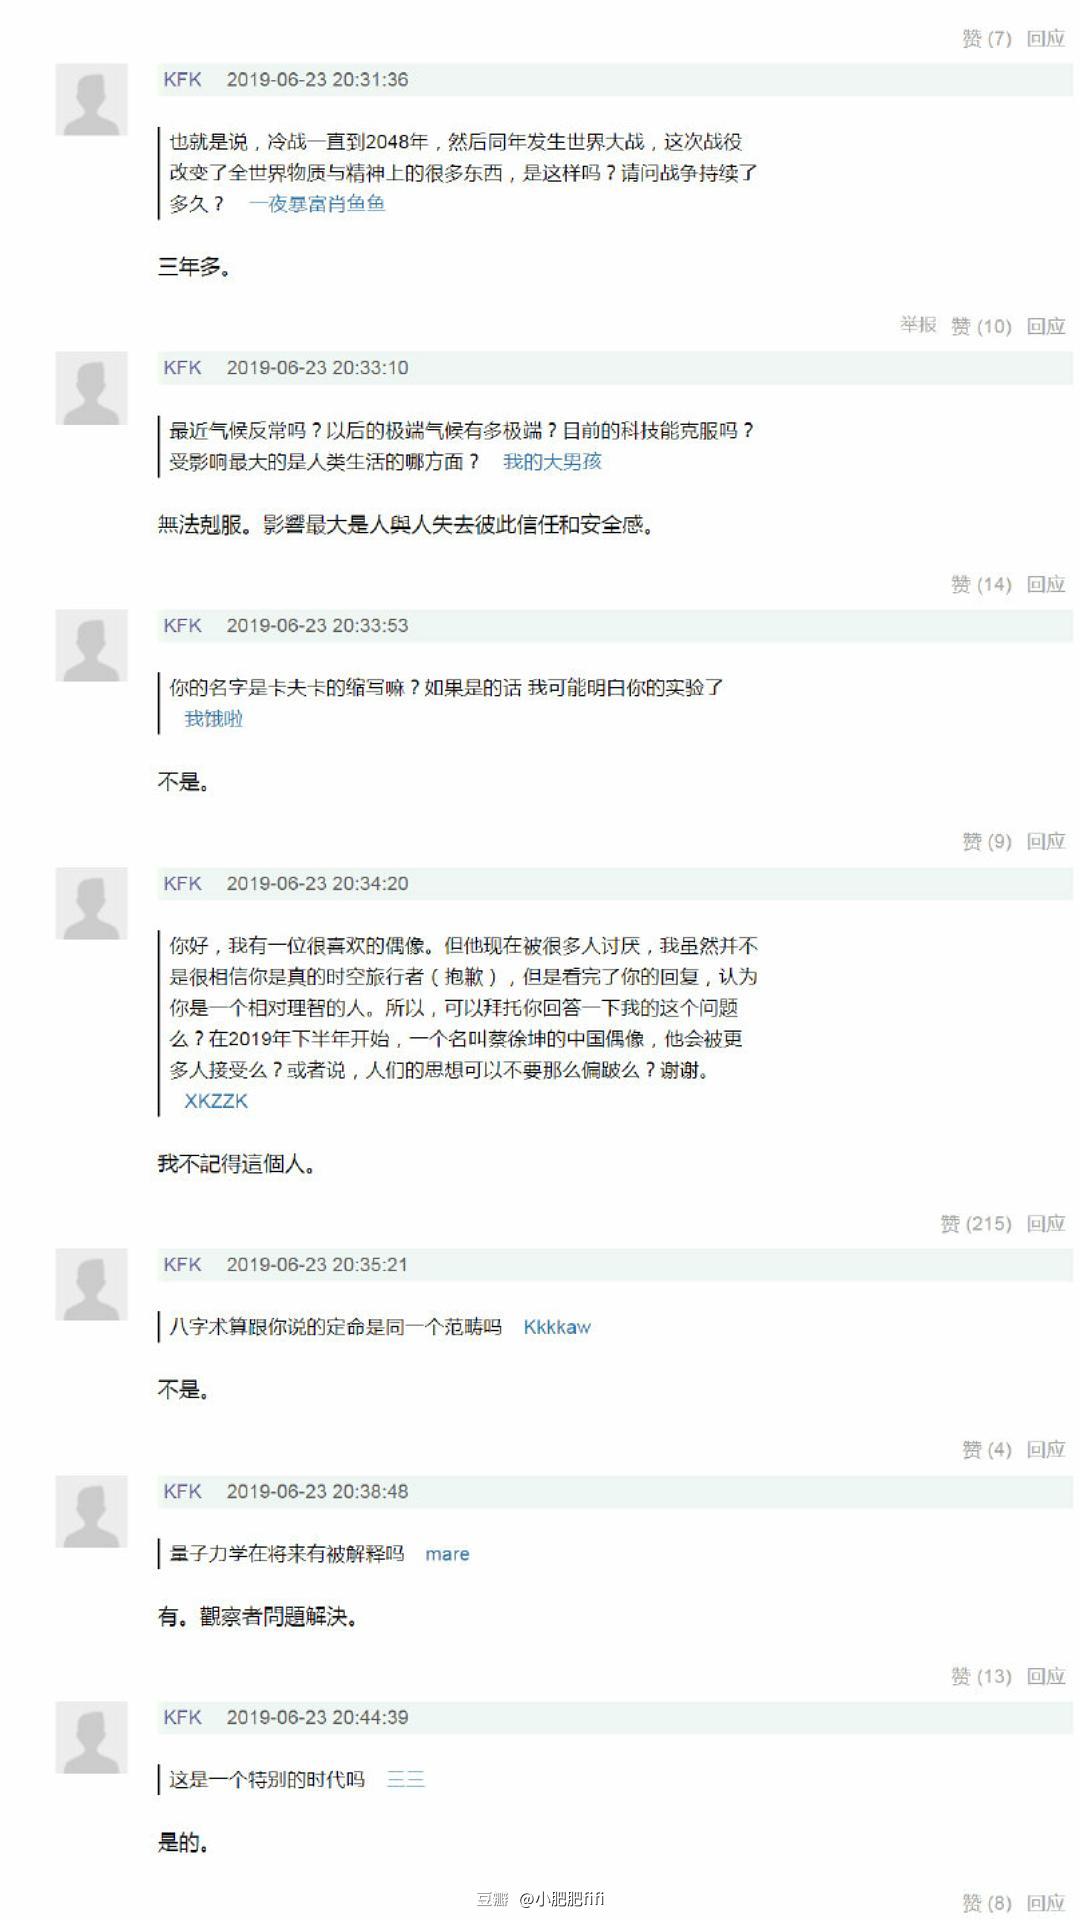 赞 (7) 回应
KFK 2019-06-23 20:31:36
也就是说，冷战一直到2048年，然后同年发生世界大战，这次战役
改变了全世界物质与精神上的很多东西，是这样吗？请问战争持续了
多久？ 一夜暴富肖鱼鱼
三年多。
举报 赞 (10) 回应
KFK 2019-06-23 20:33:10
最近气候反常吗？以后的极端气候有多极端？目前的科技能克服吗？
受影响最大的是人类生活的哪方面？ 我的大男孩
無法剋服。影響最大是人與人失去彼此信任和安全感。
赞 (14) 回应
KFK 2019-06-23 20:33:53
你的名字是卡夫卡的缩写嘛？如果是的话 我可能明白你的实验了
我饿啦
不是。
赞 (9) 回应
KFK 2019-06-23 20:34:20
你好，我有一位很喜欢的偶像。但他现在被很多人讨厌，我虽然并不
是很相信你是真的时空旅行者（抱歉），但是看完了你的回复，认为
你是一个相对理智的人。所以，可以拜托你回答一下我的这个问题
么？在2019年下半年开始，一个名叫蔡徐坤的中国偶像，他会被更
多人接受么？或者说，人们的思想可以不要那么偏跛么？谢谢。
XKZZK
我不記得這個人。
赞 (215) 回应
KFK 2019-06-23 20:35:21
八字术算跟你说的定命是同一个范畴吗 Kkkkaw
不是。
赞 (4) 回应
KFK 2019-06-23 20:38:48
量子力学在将来有被解释吗 mare
有。觀察者問題解決。
赞 (13) 回应
KFK 2019-06-23 20:44:39
这是一个特别的时代吗 三三
是的。
豆瓣 @小肥肥fifi
赞 (8) 回应